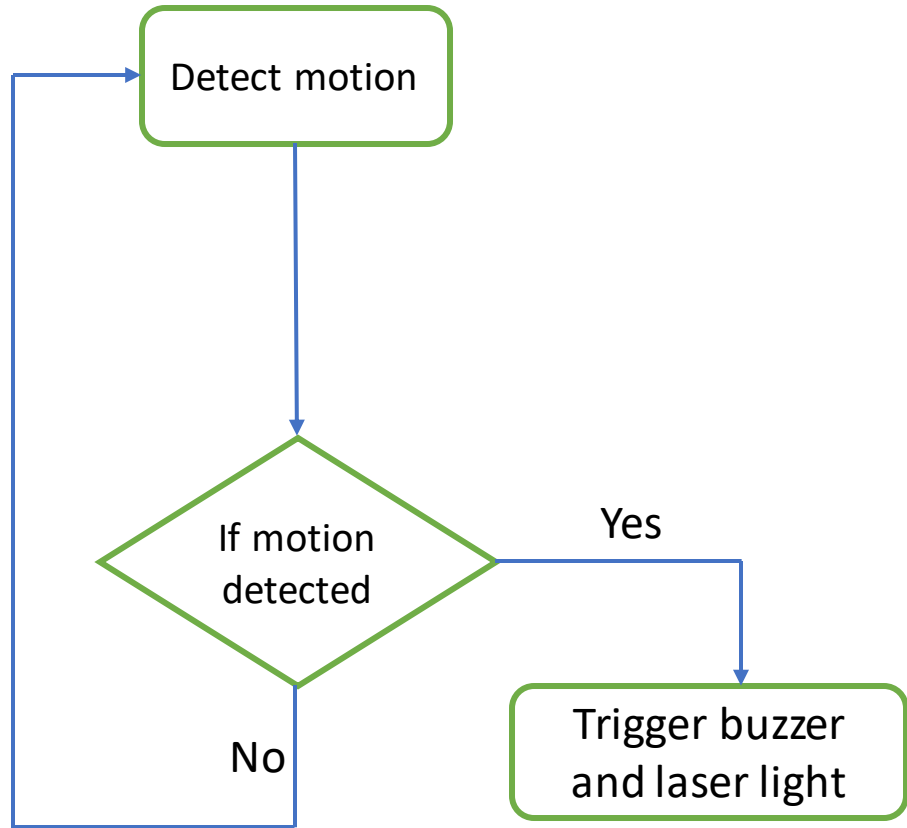 Detect motion
If motion
detected
Yes
No
Trigger buzzer
and laser light